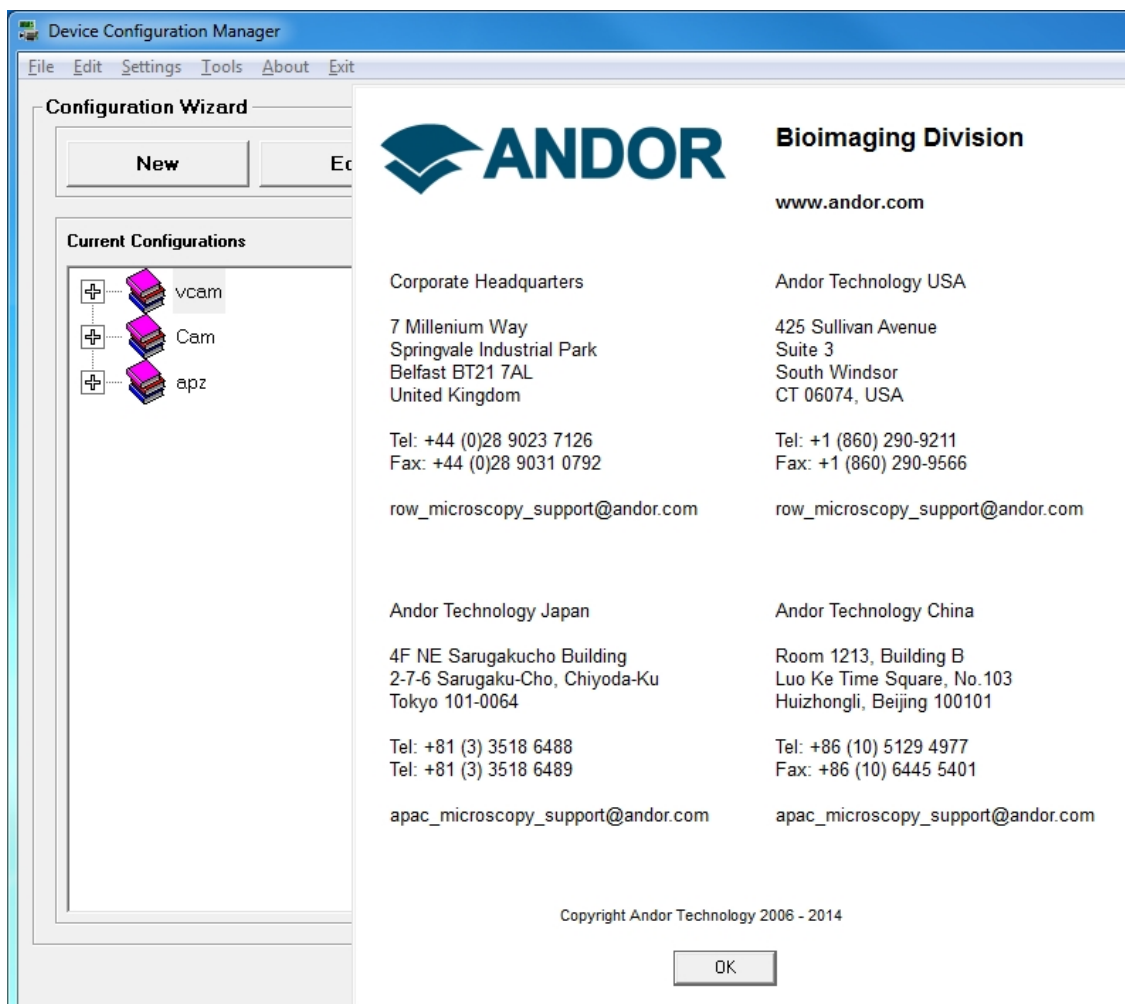 Device Configuration Manager
File Edit Settings Tools About Exit
Configuration Wizard
New
Current Configurations
vcam
Cam
apz
ANDOR
Bioimaging Division
www.andor.com
Corporate Headquarters
7 Millenium Way
Springvale Industrial Park
Belfast BT21 7AL
United Kingdom
Tel: +44 (0)28 9023 7126
Fax: +44 (0)28 9031 0792
row_microscopy_support@andor.com
Andor Technology USA
425 Sullivan Avenue
Suite 3
South Windsor
CT 06074, USA
Tel: +1 (860) 290-9211
Fax: +1 (860) 290-9566
row_microscopy_support@andor.com
Andor Technology Japan
4F NE Sarugakucho Building
2-7-6 Sarugaku-Cho, Chiyoda-Ku
Tokyo 101-0064
Tel: +81 (3) 3518 6488
Tel: +81 (3) 3518 6489
apac_microscopy_support@andor.com
Andor Technology China
Room 1213, Building B
Luo Ke Time Square, No.103
Huizhongli, Beijing 100101
Tel: +86 (10) 5129 4977
Fax: +86 (10) 6445 5401
apac_microscopy_support@andor.com
Copyright Andor Technology 2006 - 2014
OK